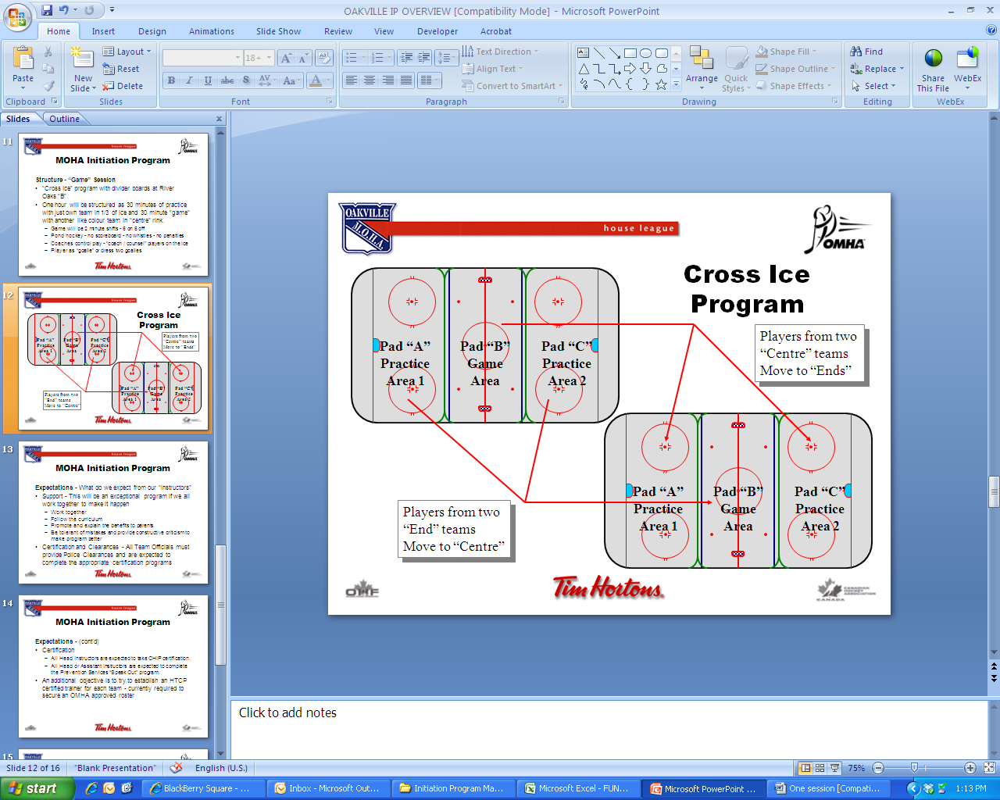 OAKVILLE IP OVERVIEW [Compatibility Mode] - Microsoft PowerPoint
Home Insert Design Animations Slide Show Review View Developer Acrobat
Paste
Clipboard
New
Slide
Layout
Reset
Delete
Slides
18
B I U abc S AV Aa A
Font
Text Direction
Align Text
Convert to SmartArt
Paragraph
Arrange
Quick
Styles
Shape Fill
Shape Outline
Shape Effects
Drawing
Find
Replace
Select
Editing
Share
This File
WebEx
WebEx
Slides Outline
11
house league
OMHA
MOHA Initiation Program
Structure - “Game” Session
• “Cross Ice” program with divider boards at River
Oaks “B”
• One hour will be structured as 30 minutes of practice
with just own team in 1/3 of ice and 30 minute “game”
with another like colour team in “centre” rink.
– Game will be 2 minute shifts - 6 on 6 off
– Pond hockey - no scoreboard - no whistles - no penalties
– Coaches control play - “coach / counsel” players on the ice
– Player as “goalie” or dress two goalies
Tim Hortons.
12
Cross Ice
Program
Pad “A”
Practice
Area 1
Pad “B”
Game
Area
Pad “C”
Practice
Area 2
Players from two
“Centre” teams
Move to “Ends”
Pad “A”
Practice
Area 1
Pad “B”
Game
Area
Pad “C”
Practice
Area 2
Players from two
“End” teams
Move to “Centre”
Tim Hortons.
13
house league
OMHA
MOHA Initiation Program
Expectations - What do we expect from our “Instructors”
• Support - This will be an exceptional program if we all
work together to make it happen
– Work together
– Follow the curriculum
– Promote and explain the benefits to parents
– Be tolerant of mistakes and provide constructive criticism to
make program better
• Certification and Clearances - All Team Officials must
provide Police Clearances and are expected to
complete the appropriate certification programs
Tim Hortons.
14
house league
OMHA
MOHA Initiation Program
Expectations - (cont'd)
• Certification
– All Head Instructors are expected to take CHIP certification.
– All Head or Assistant Instructors are expected to complete
the Prevention Services “Speak Out” program.
• An additional objective is to try to establish an HTCP
certified trainer for each team - currently required to
secure an OMHA approved roster
Tim Hortons.
15
OAKVILLE
M.O.H.A
house league
OMHA
Cross Ice
Program
Pad “A”
Practice
Area 1
Pad “B”
Game
Area
Pad “C”
Practice
Area 2
Players from two
“Centre” teams
Move to “Ends”
Pad “A”
Practice
Area 1
Pad “B”
Game
Area
Pad “C”
Practice
Area 2
Players from two
“End” teams
Move to “Centre”
OHF
Tim Hortons.
CANADA
CANADIAN
HOCKEY
ASSOCIATION
Click to add notes
Slide 12 of 16 "Blank Presentation" English (U.S.) 75%
start BlackBerry Square - ... Inbox - Microsoft Out... Initiation Program Ma... Microsoft Excel - FUN... Microsoft PowerPoint ... One session [Compati... 1:13 PM